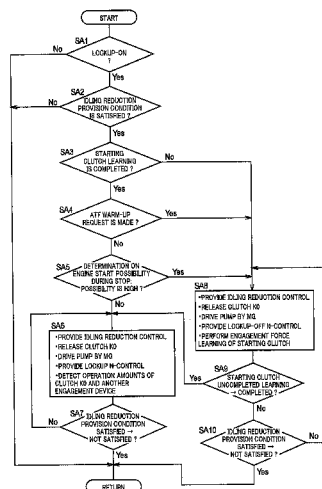 START
SA1
LOOKUP-ON
?
No
Yes
SA2
IDLING REDUCTION
PROVISION CONDITION
IS SATISFIED ?
No
Yes
SA3
STARTING
CLUTCH LEARNING
IS COMPLETED ?
No
Yes
SA4
ATF WARM-UP
REQUEST IS MADE ?
Yes
No
SA5
DETERMINATION ON
ENGINE START POSSIBILITY
DURING STOP:
POSSIBILITY IS HIGH ?
Yes
No
SA6
•PROVIDE IDLING REDUCTION CONTROL
•RELEASE CLUTCH K0
•DRIVE PUMP BY MG
•PROVIDE LOOKUP N-CONTROL
•DETECT OPERATION AMOUNTS OF
CLUTCH K0 AND ANOTHER
ENGAGEMENT DEVICE
SA7
IDLING REDUCTION
PROVISION CONDITION
SATISFIED →
NOT SATISFIED ?
No
Yes
SA8
•PROVIDE IDLING REDUCTION CONTROL
•RELEASE CLUTCH K0
•DRIVE PUMP BY MG
•PROVIDE LOOKUP-OFF N-CONTROL
•PERFORM ENGAGEMENT FORCE
LEARNING OF STARTING CLUTCH
SA9
STARTING CLUTCH
UNCOMPLETED LEARNING
→ COMPLETED ?
Yes
No
SA10
IDLING REDUCTION
PROVISION CONDITION
SATISFIED →
NOT SATISFIED ?
No
Yes
RETURN